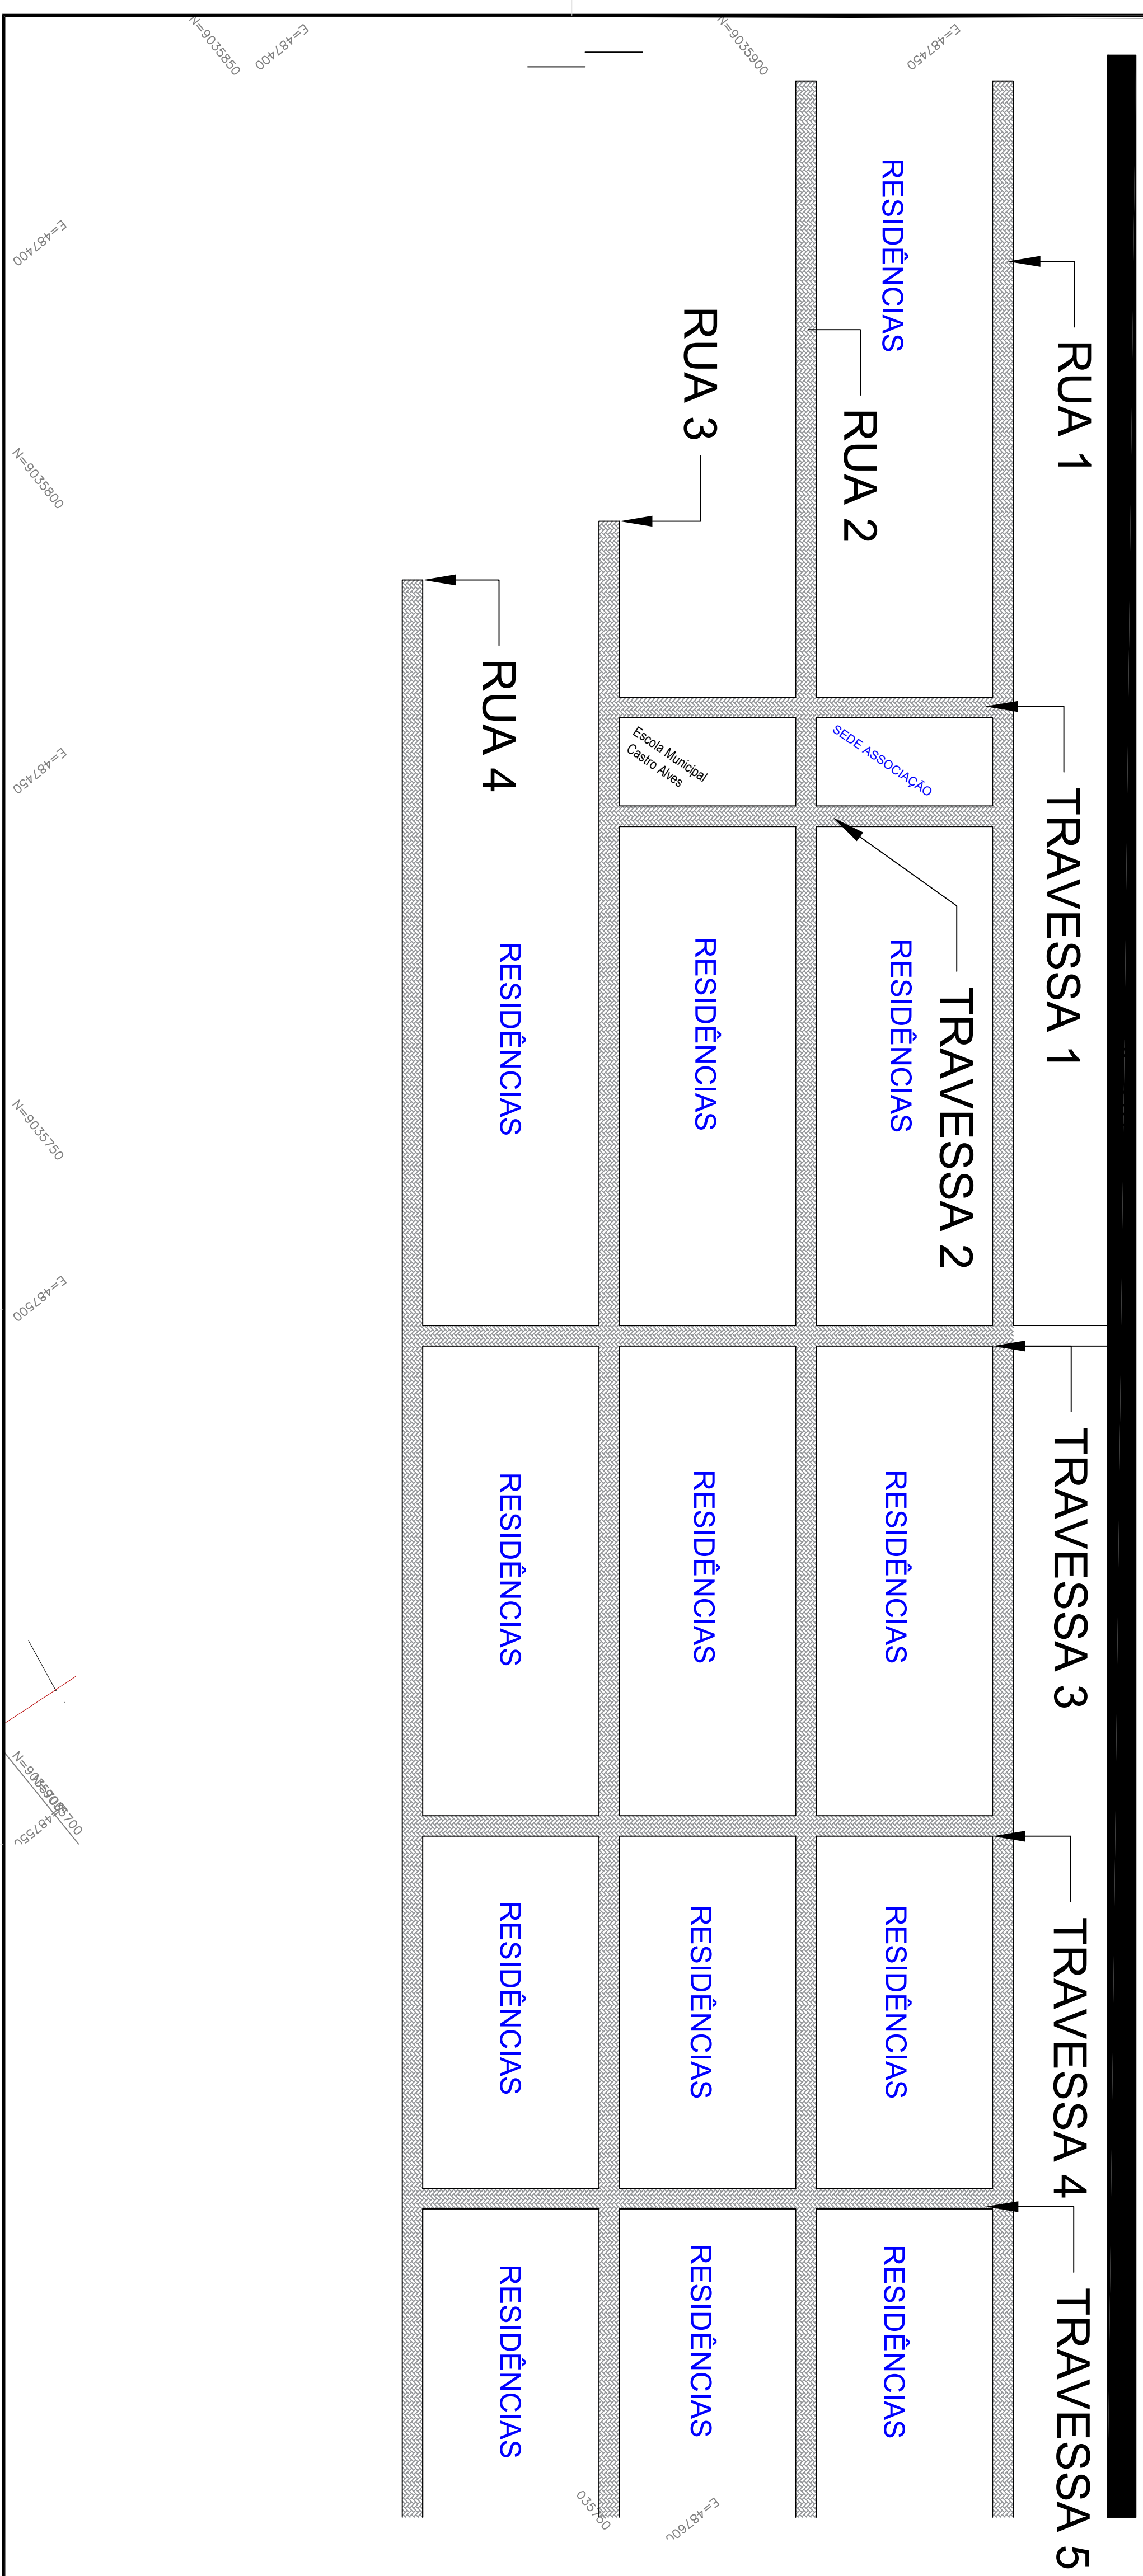 N=9035850
E=487400
N=9035900
E=487450
E=487400
RESIDÊNCIAS
RUA 1
RUA 3
RUA 2
N=9035800
RUA 4
E=487450
Escola Municipal
Castro Alves
SEDE ASSOCIAÇÃO
TRAVESSA 1
RESIDÊNCIAS
RESIDÊNCIAS
RESIDÊNCIAS
TRAVESSA 2
N=9035750
E=487500
TRAVESSA 3
RESIDÊNCIAS
RESIDÊNCIAS
RESIDÊNCIAS
TRAVESSA 4
RESIDÊNCIAS
RESIDÊNCIAS
RESIDÊNCIAS
TRAVESSA 5
RESIDÊNCIAS
RESIDÊNCIAS
RESIDÊNCIAS
035750
E=487600